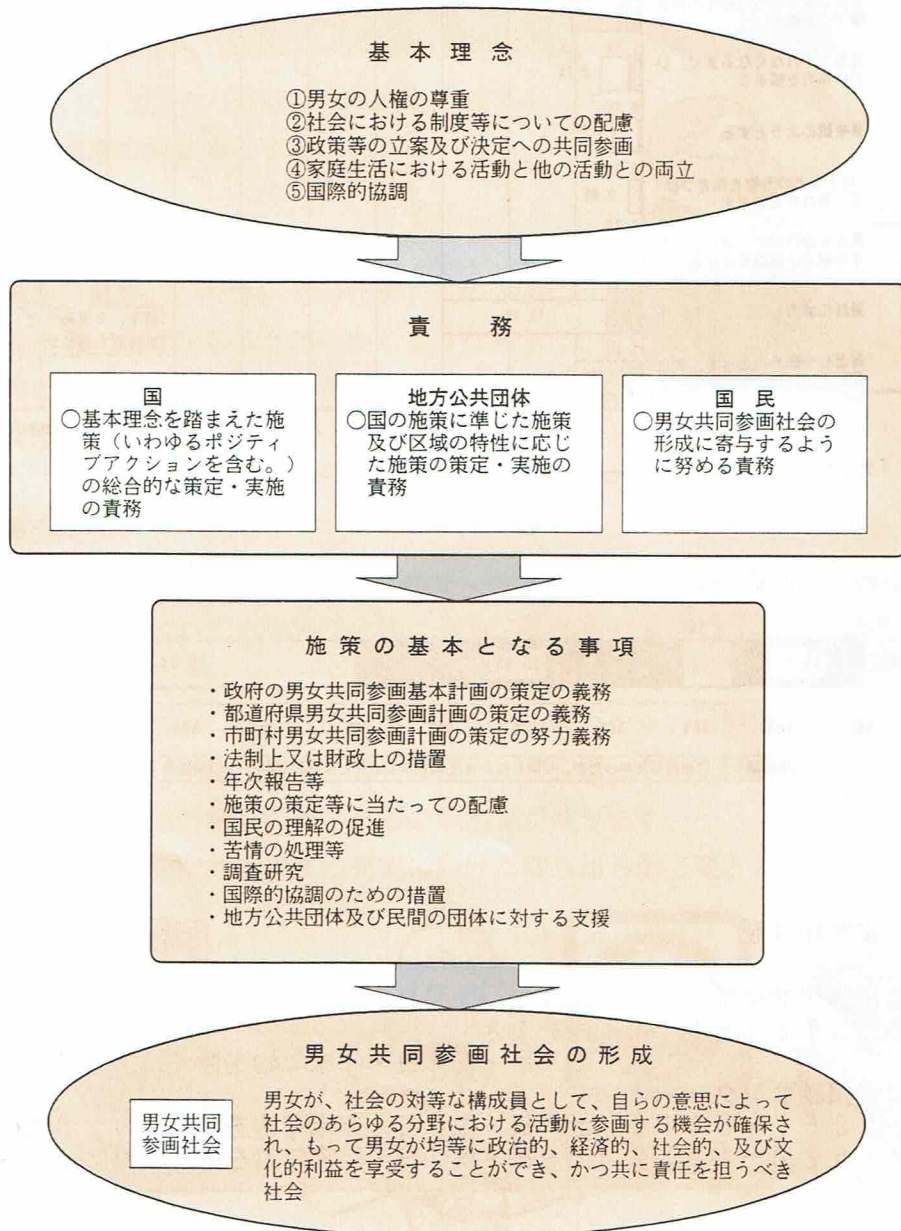 基本理念
①男女の人権の尊重
②社会における制度等についての配慮
③政策等の立案及び決定への共同参画
④家庭生活における活動と他の活動との両立
⑤国際的協調
責務
国
○基本理念を踏まえた施
策（いわゆるポジティ
ブアクションを含む。）
の総合的な策定・実施
の責務
地方公共団体
○国の施策に準じた施策
及び区域の特性に応じ
た施策の策定・実施の
責務
国民
○男女共同参画社会の
形成に寄与するよう
に努める責務
施策の基本となる事項
・政府の男女共同参画基本計画の策定の義務
・都道府県男女共同参画計画の策定の義務
・市町村男女共同参画計画の策定の努力義務
・法制上又は財政上の措置
・年次報告等
・施策の策定等に当たっての配慮
・国民の理解の促進
・苦情の処理等
・調査研究
・国際的協調のための措置
・地方公共団体及び民間の団体に対する支援
男女共同参画社会の形成
男女共同
参画社会
男女が、社会の対等な構成員として、自らの意思によって
社会のあらゆる分野における活動に参画する機会が確保さ
れ、もって男女が均等に政治的、経済的、社会的、及び文
化的利益を享受することができ、かつ共に責任を担うべき
社会